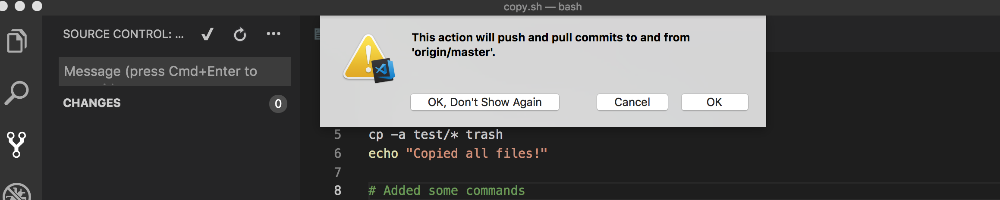 copy.sh — bash
SOURCE CONTROL: ...
Message (press Cmd+Enter to
CHANGES
0
This action will push and pull commits to and from
'origin/master'.
OK, Don't Show Again
Cancel
OK
5 cp -a test/* trash
6 echo "Copied all files!"
7
8 # Added some commands